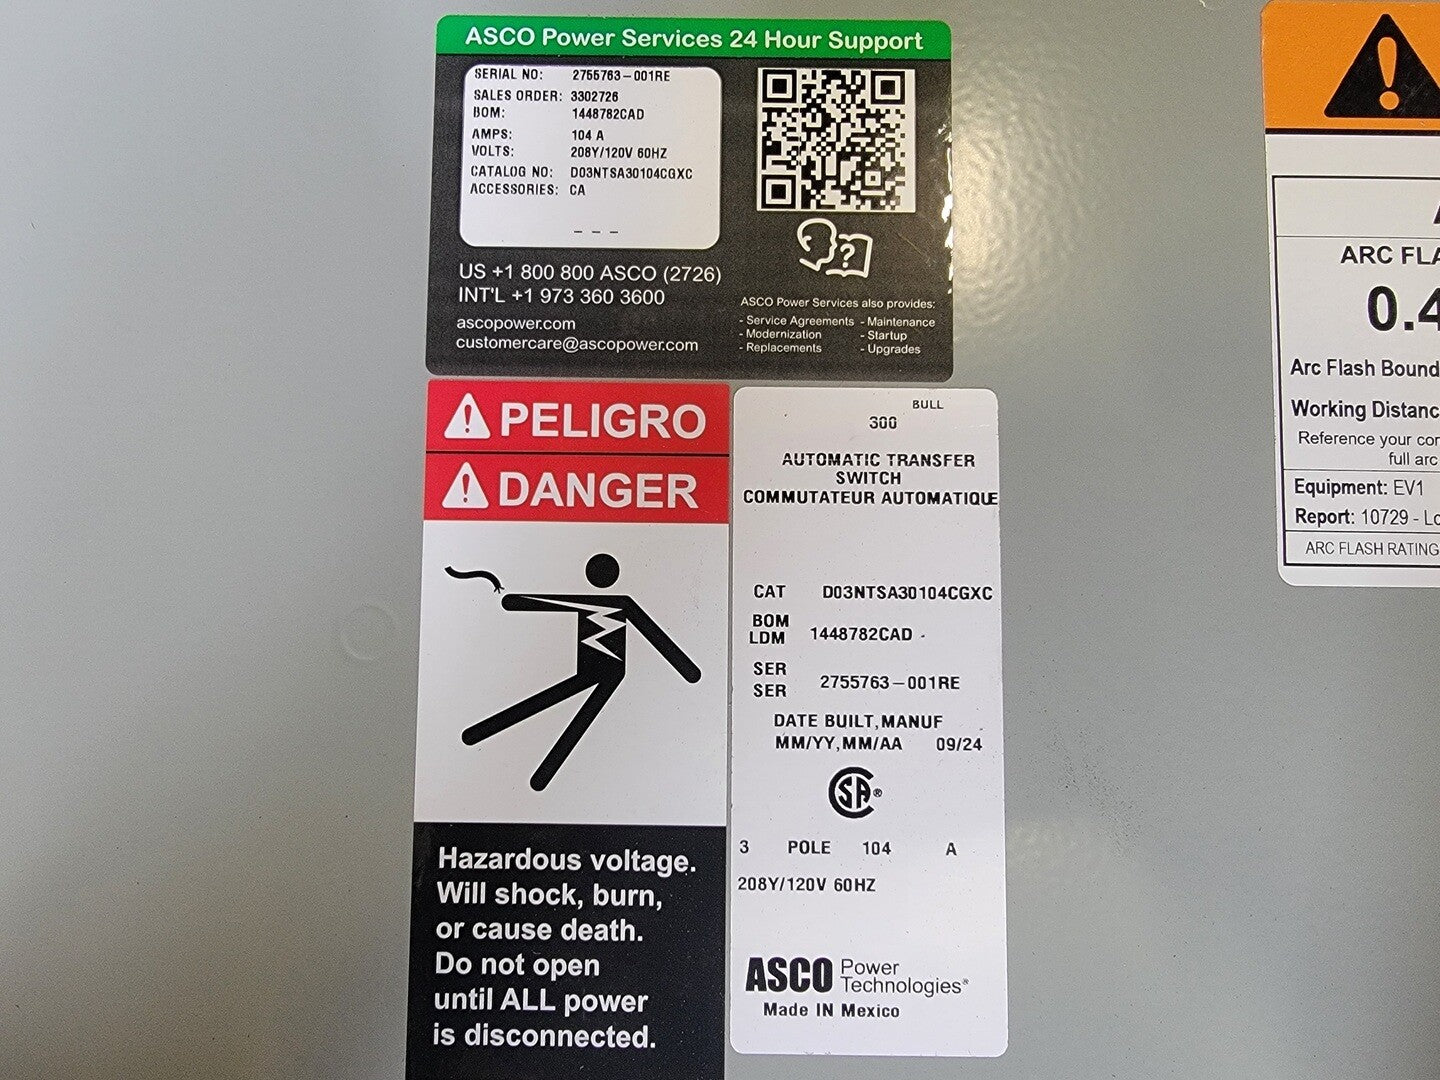 ASCO Power Services 24 Hour Support
SERIAL NO: 2755763-001RE
SALES ORDER: 3302726
BOM: 1448782CAD
AMPS: 104 A
VOLTS: 208Y/120V 60HZ
CATALOG NO: D03NTSA30104CGXC
ACCESSORIES: CA
- - -
US +1 800 800 ASCO (2726)
INT'L +1 973 360 3600
ascopower.com
customercare@ascopower.com
?
ASCO Power Services also provides:
- Service Agreements - Maintenance
- Modernization - Startup
- Replacements - Upgrades
PELIGRO
DANGER
Hazardous voltage.
Will shock, burn,
or cause death.
Do not open
until ALL power
is disconnected.
BULL
300
AUTOMATIC TRANSFER
SWITCH
COMMUTATEUR AUTOMATIQUE
CAT D03NTSA30104CGXC
BOM
LDM 1448782CAD
SER
SER 2755763-001RE
DATE BUILT,MANUF
MM/YY,MM/AA 09/24
SA®
3 POLE 104 A
208Y/120V 60HZ
ASCO Power
Technologies®
Made IN Mexico
ARC FLA
0.4
Arc Flash Bound
Working Distanc
Reference your
full arc
Equipment: EV1
Report: 10729 - Lo
ARC FLASH RATING